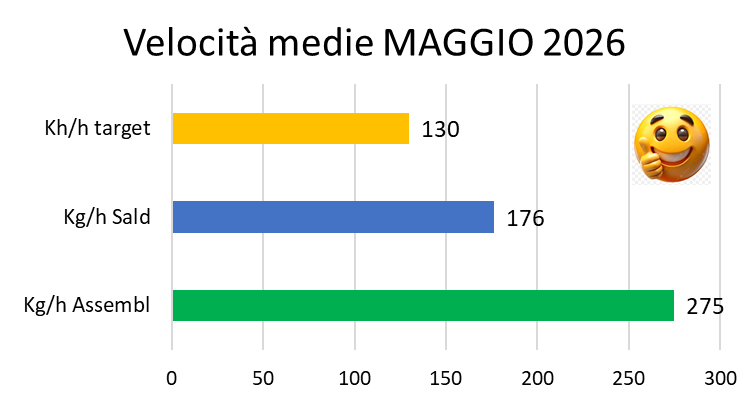 Velocità medie MAGGIO 2026
Kh/h target
130
Kg/h Sald
176
Kg/h Assembl
275
0 50 100 150 200 250 300